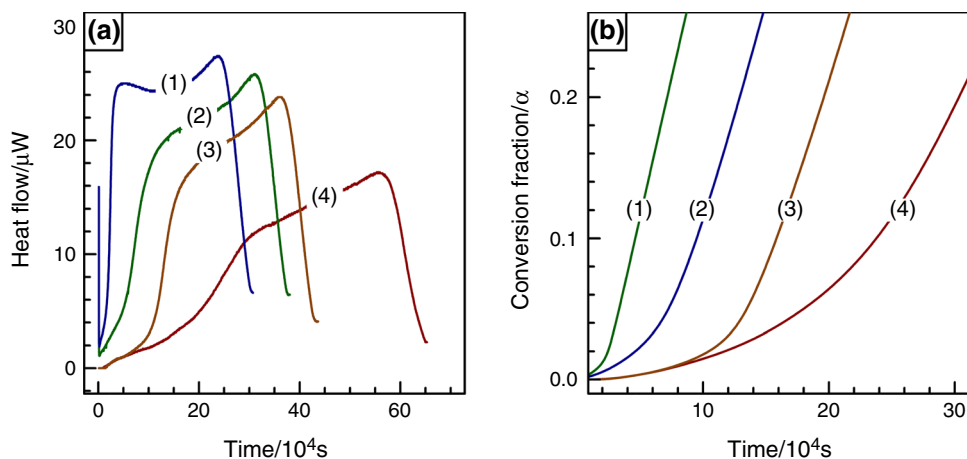 (a)
30
20
10
0
Heat flow/μW
(1)
(2)
(3)
(4)
0 20 40 60
Time/10⁴s
(b)
0.2
0.1
0.0
Conversion fraction/α
(1) (2) (3) (4)
10 20 30
Time/10⁴s